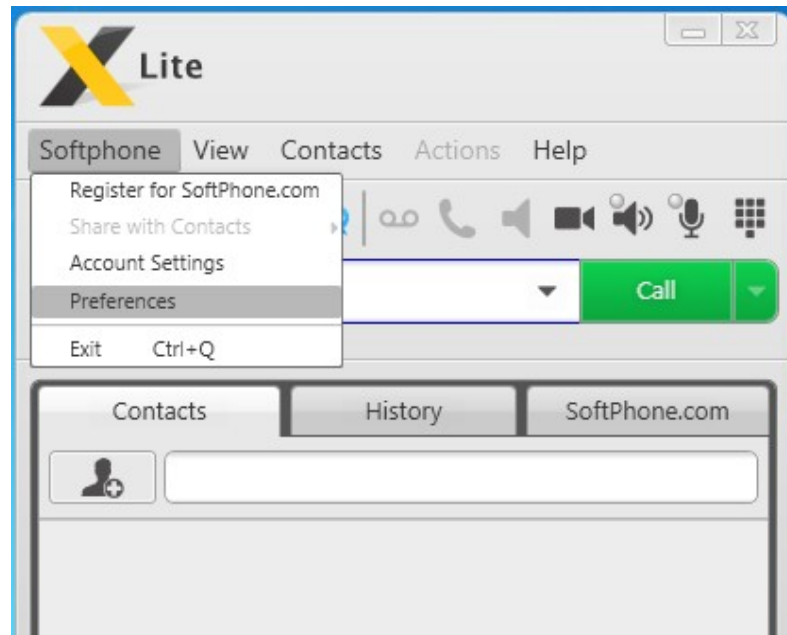 X Lite
Softphone View Contacts Actions Help
Register for SoftPhone.com
Share with Contacts
Account Settings
Preferences
Exit Ctrl+Q
Call
Contacts History SoftPhone.com